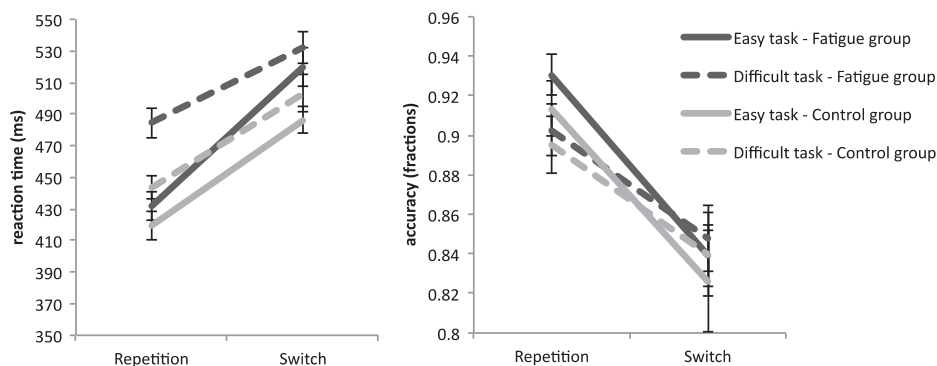 reaction time (ms)
550
530
510
490
470
450
430
410
390
370
350
Repetition
Switch
accuracy (fractions)
0.96
0.94
0.92
0.9
0.88
0.86
0.84
0.82
0.8
Repetition
Switch
Easy task - Fatigue group
Difficult task - Fatigue group
Easy task - Control group
Difficult task - Control group